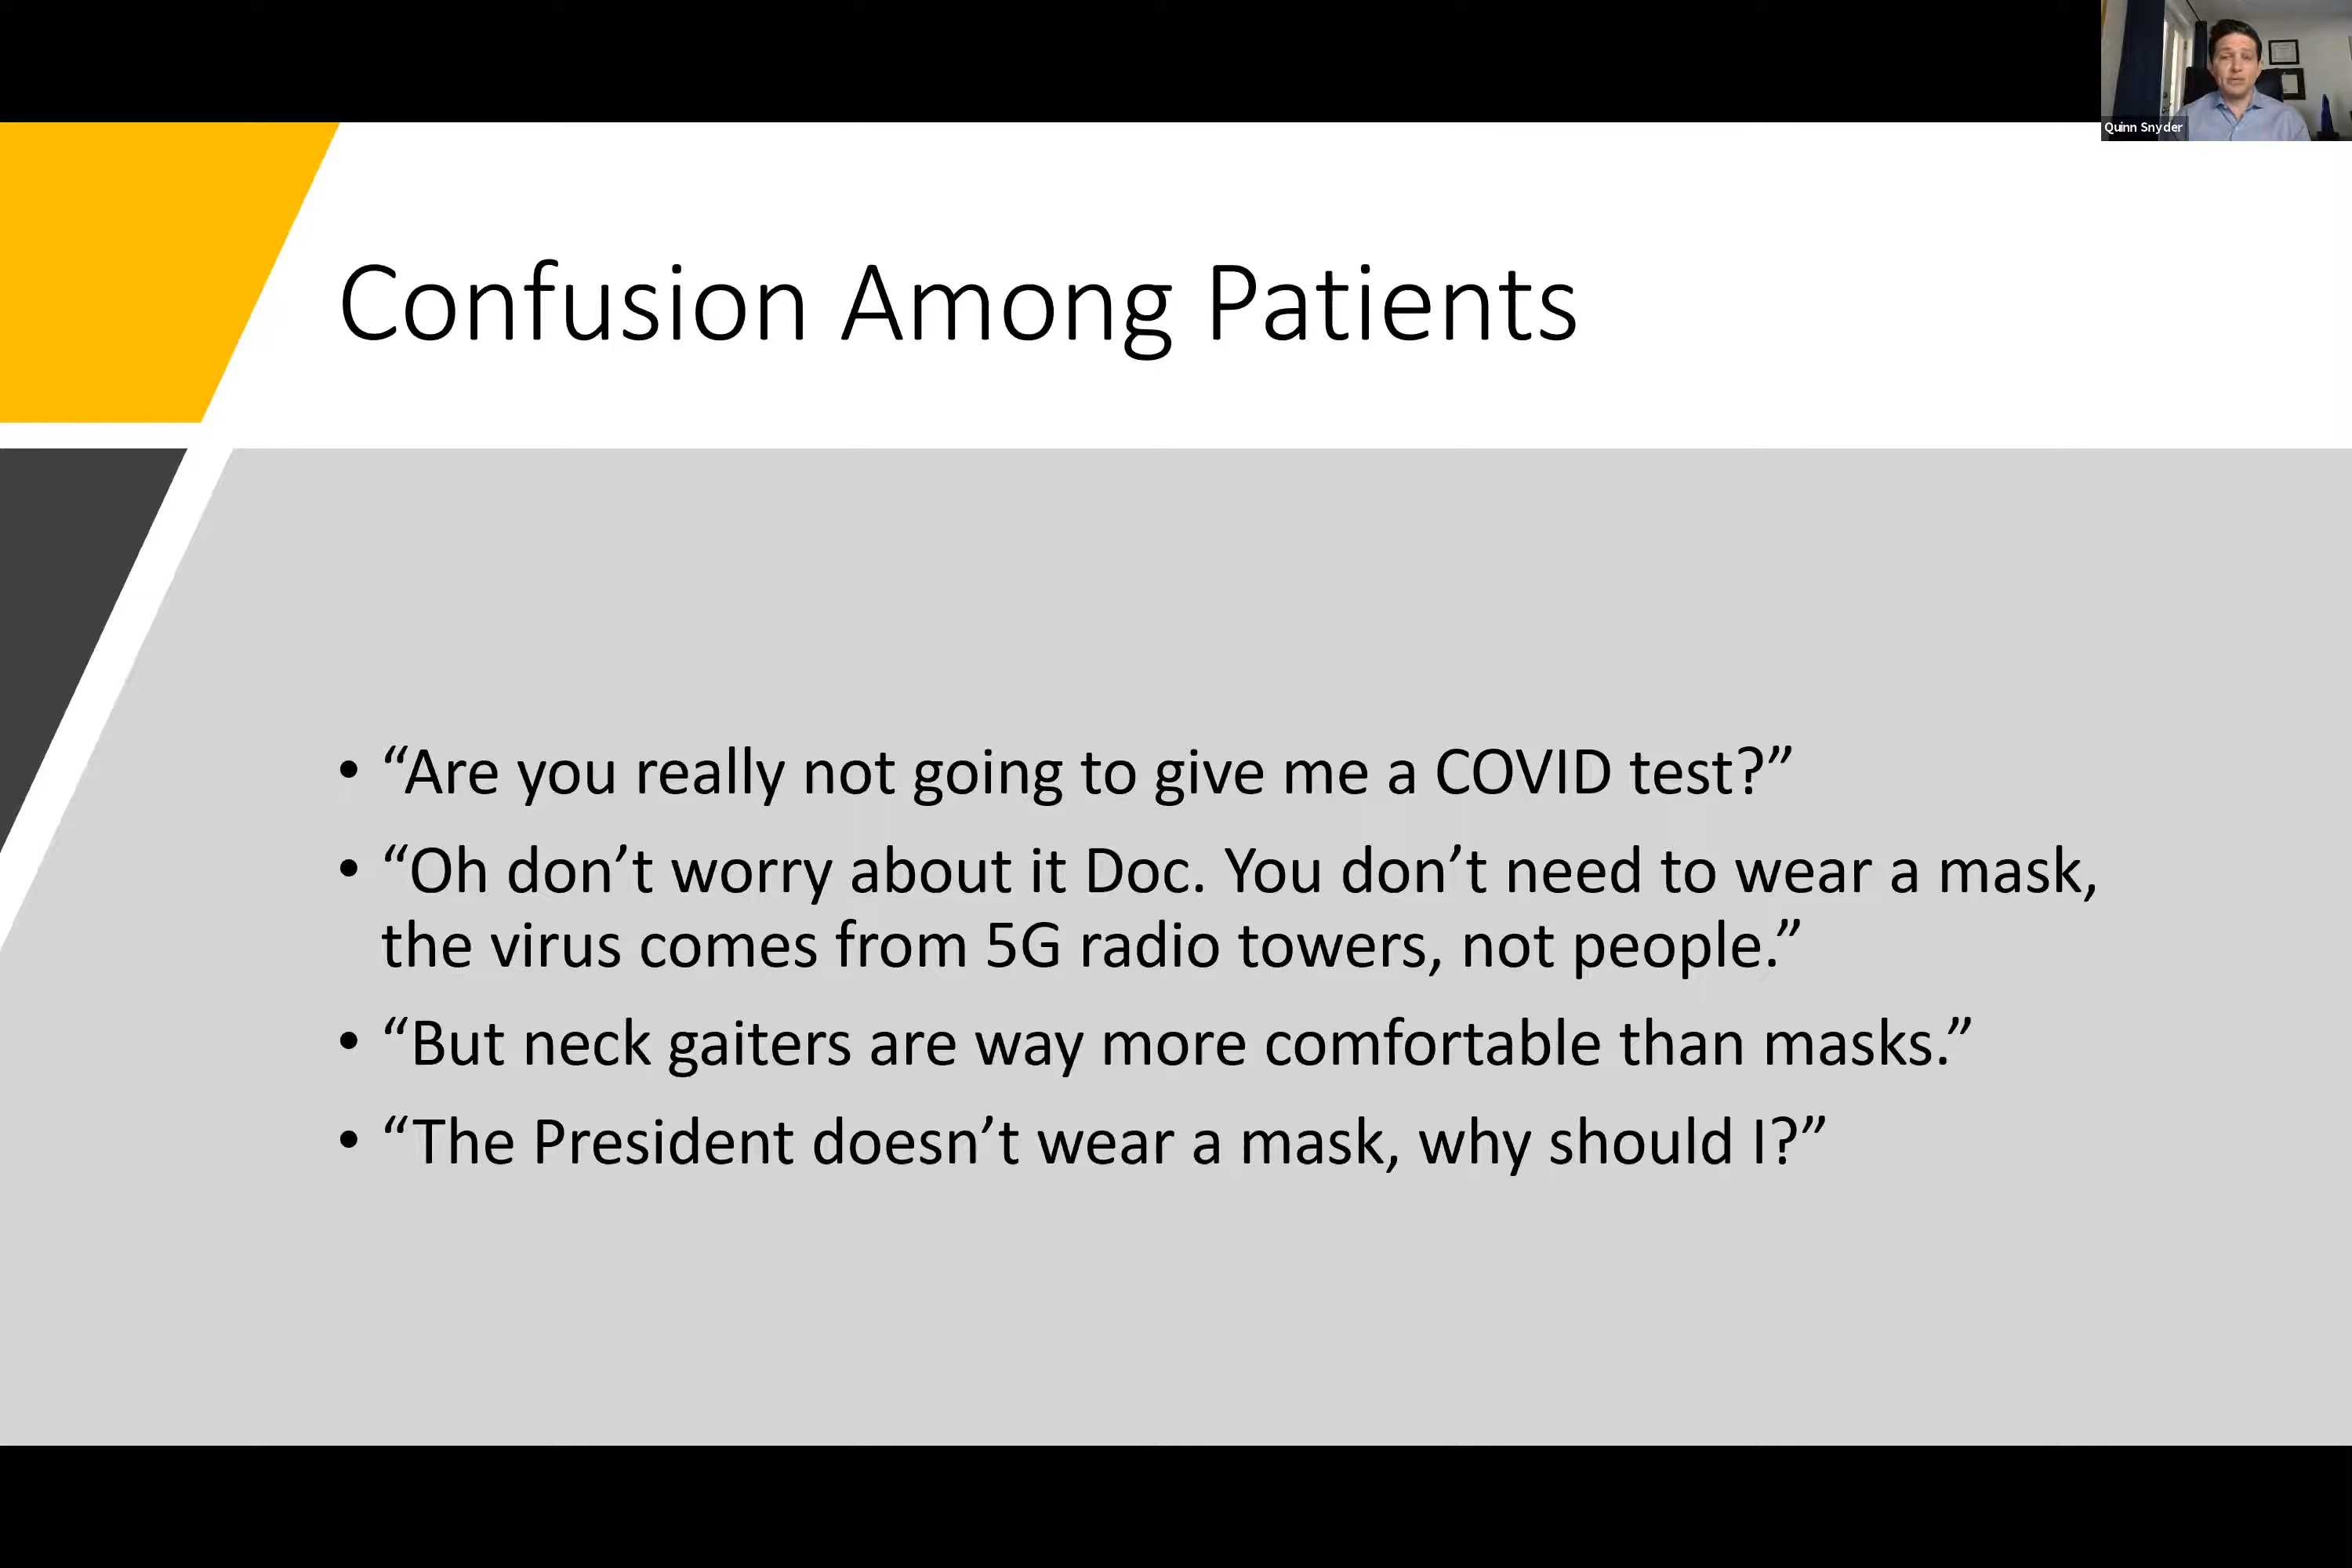 Quinn Snyder
Confusion Among Patients
• “Are you really not going to give me a COVID test?”
• “Oh don’t worry about it Doc. You don’t need to wear a mask,
the virus comes from 5G radio towers, not people.”
• “But neck gaiters are way more comfortable than masks.”
• “The President doesn’t wear a mask, why should I?”